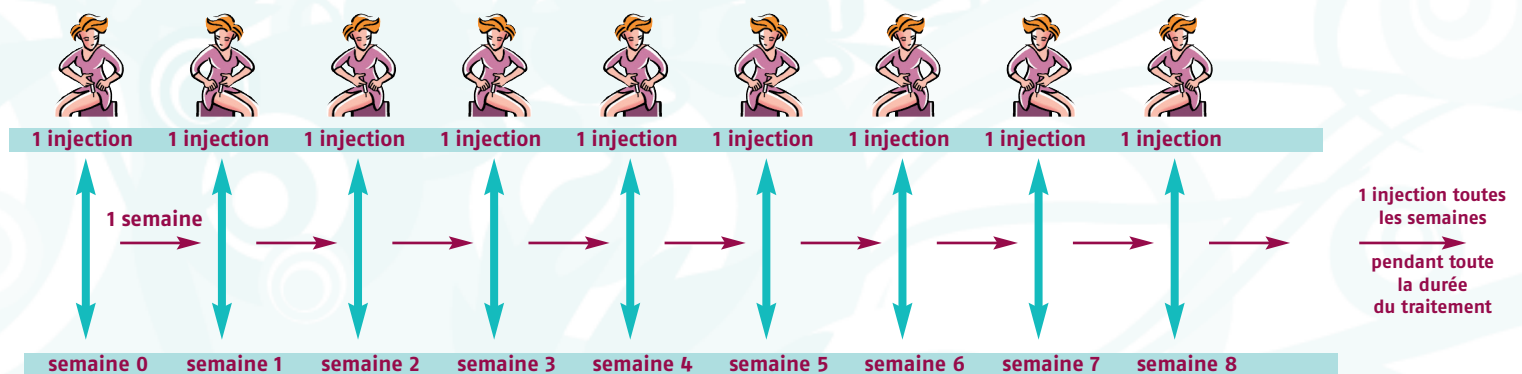 1 injection 1 injection 1 injection 1 injection 1 injection 1 injection 1 injection 1 injection 1 injection
1 semaine
1 injection toutes
les semaines
pendant toute
la durée
du traitement
semaine 0 semaine 1 semaine 2 semaine 3 semaine 4 semaine 5 semaine 6 semaine 7 semaine 8